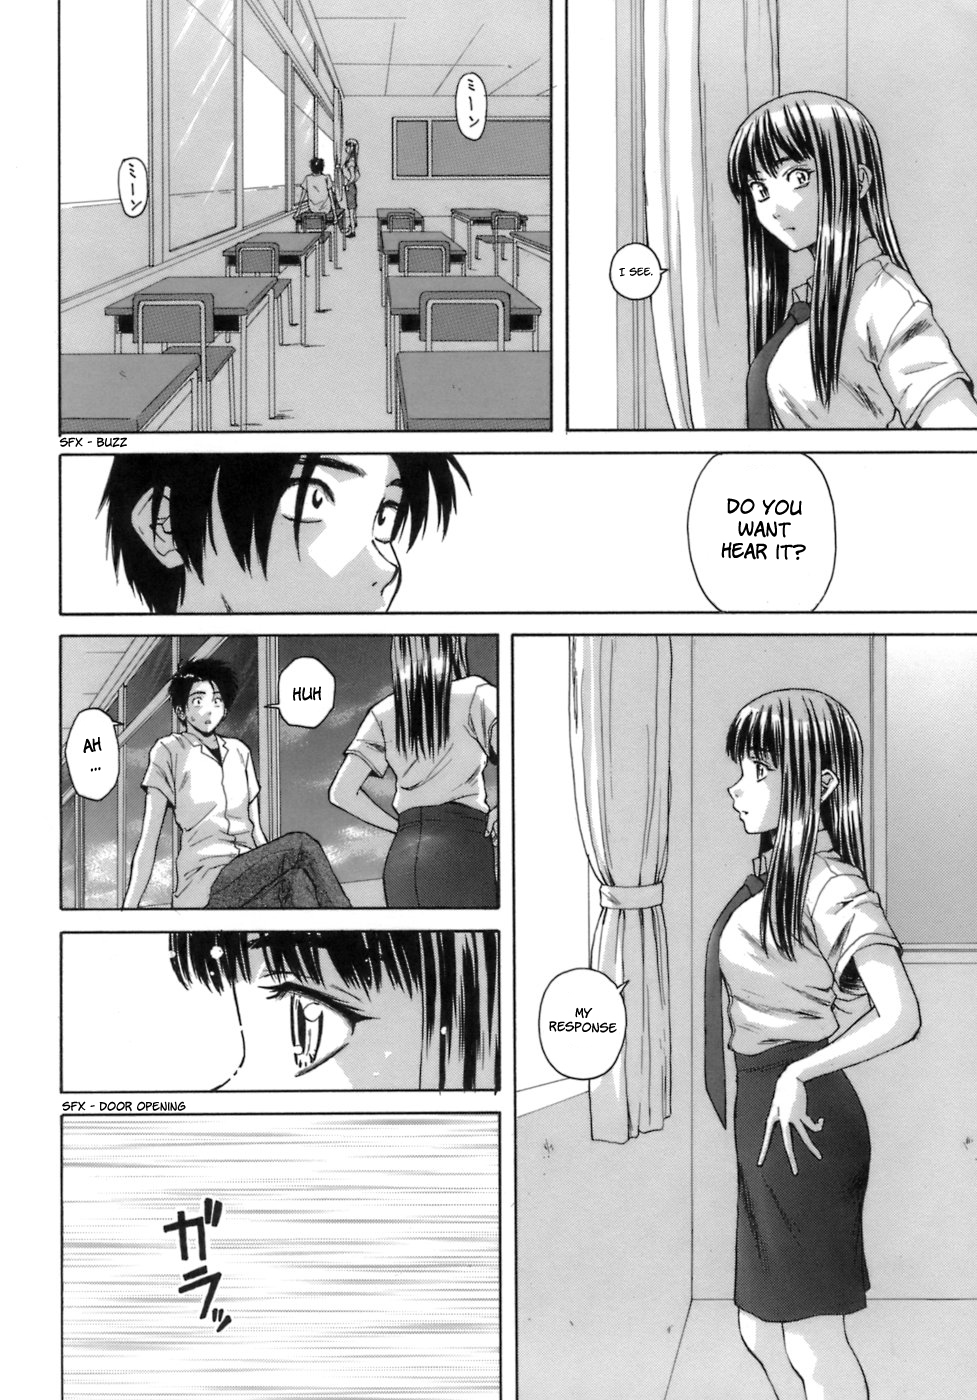 I SEE.
ミーン
ミーン
SFX - BUZZ
DO YOU
WANT
HEAR IT?
HUH
AH
...
MY
RESPONSE
SFX - DOOR OPENING
ガラッ